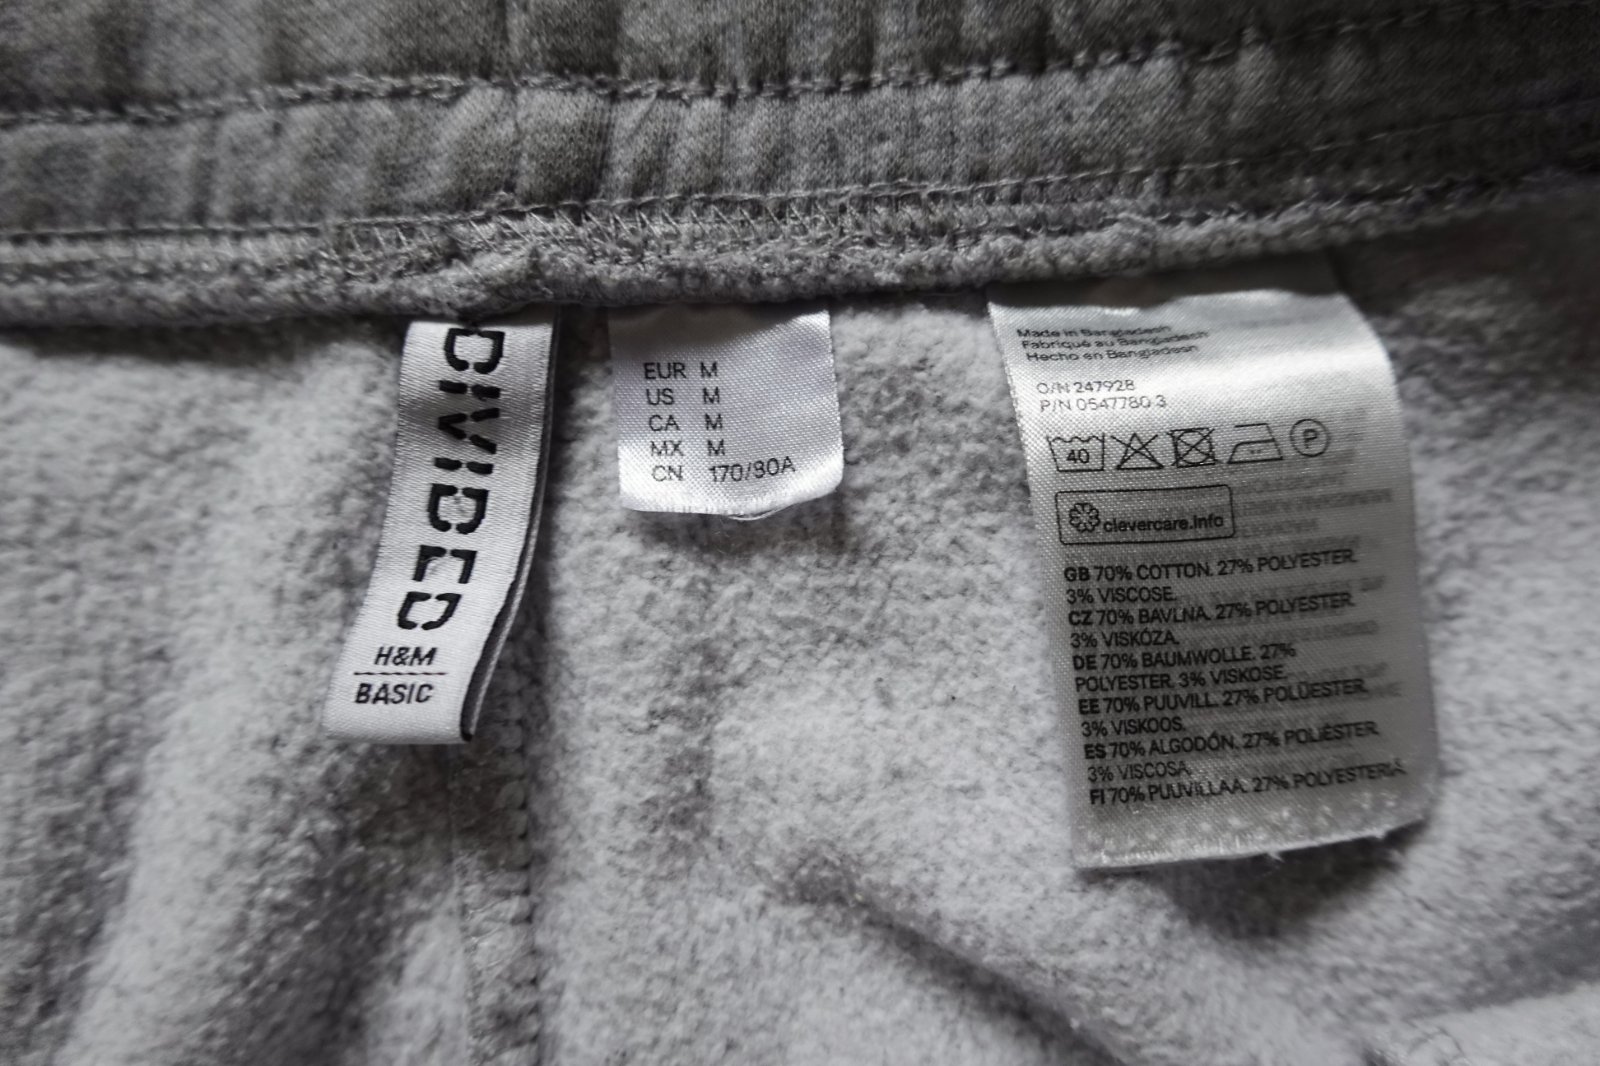 DIVIDED
H&M
BASIC
EUR M
US M
CA M
MX M
CN 170/80A
Made in Bangladesh
Fabriqué au Bangladesh
Hecho en Bangladesh
O/N 247928
P/N 0547780 3
40 P
clevercare.info
GB 70% COTTON. 27% POLYESTER.
3% VISCOSE.
CZ 70% BAVLNA. 27% POLYESTER.
3% VISKÓZA.
DE 70% BAUMWOLLE. 27%
POLYESTER. 3% VISKOSE.
EE 70% PUUVILL. 27% POLÜESTER.
3% VISKOOS.
ES 70% ALGODÓN. 27% POLIÉSTER.
3% VISCOSA.
FI 70% PUUVILLAA. 27% POLYESTERIÄ.